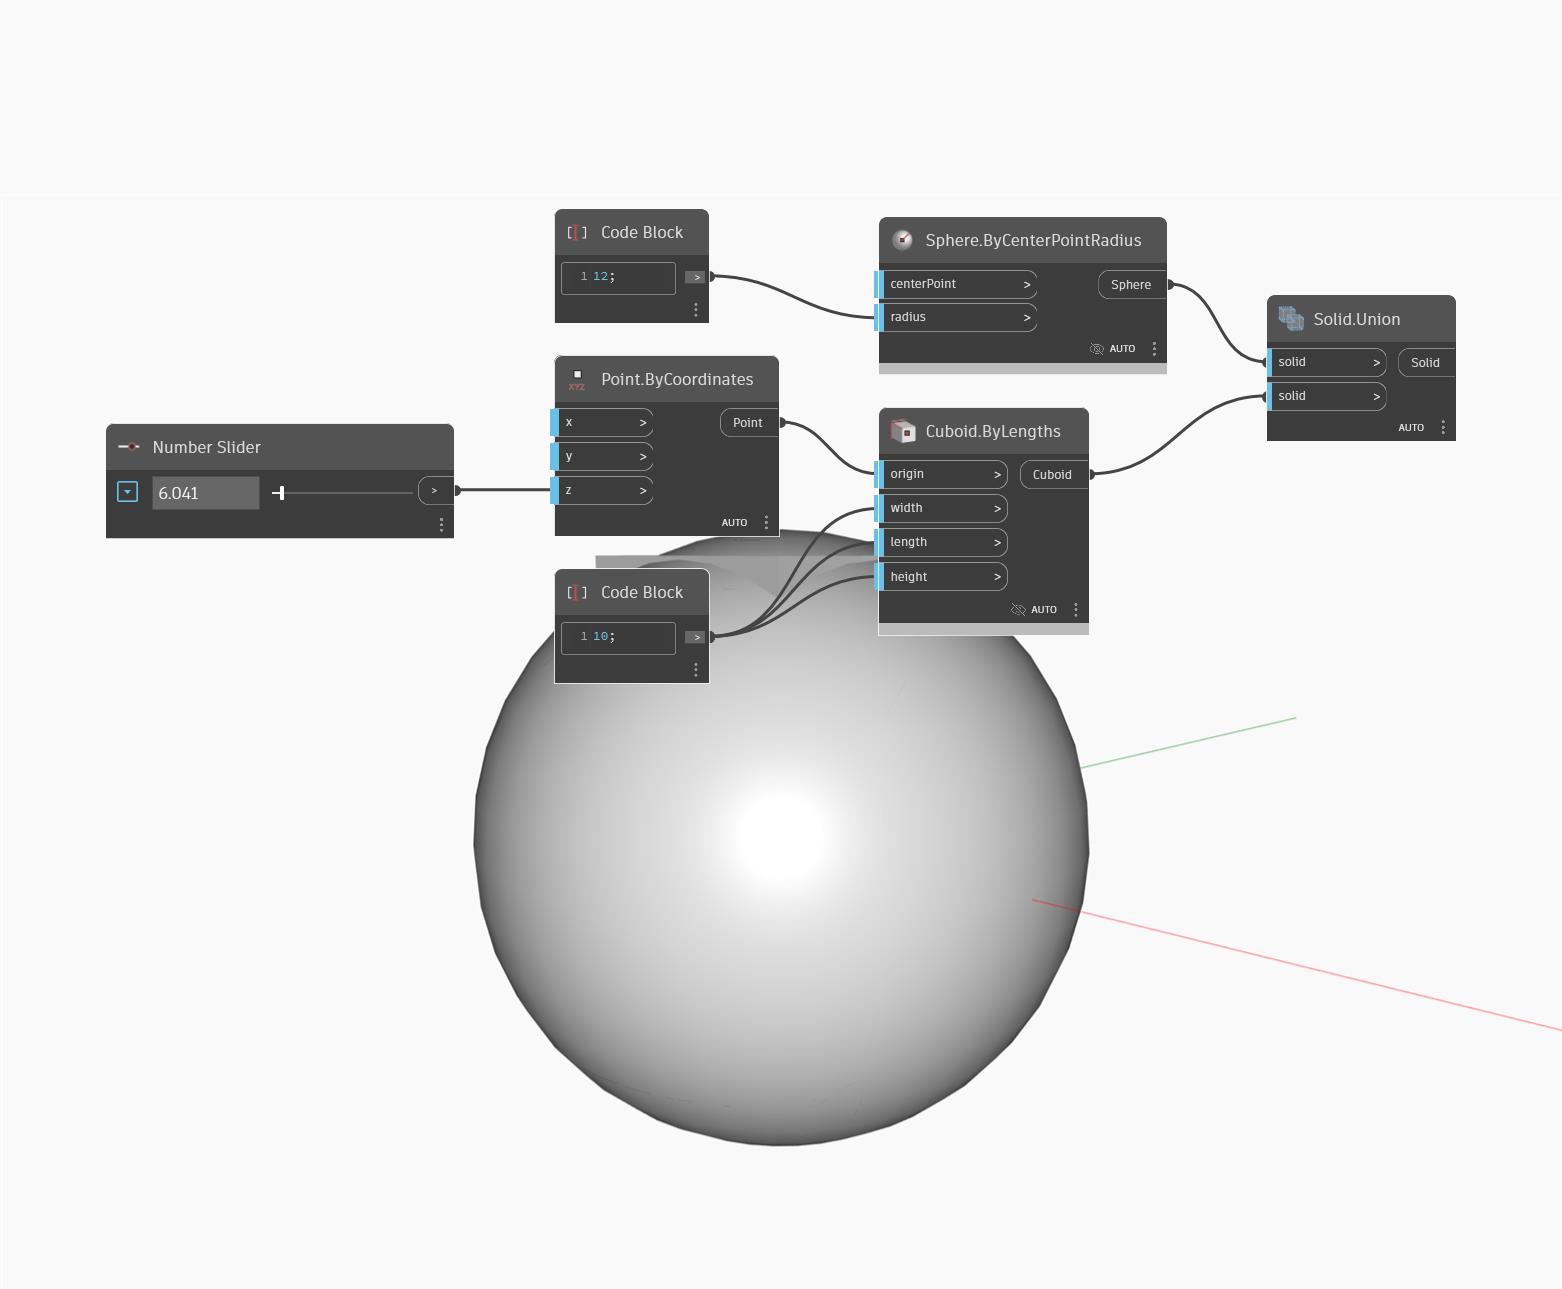 Code Block
1 12;
>
Sphere.ByCenterPointRadius
centerPoint >
Sphere
radius >
AUTO
Solid.Union
solid >
Solid
solid >
AUTO
XYZ
Point.ByCoordinates
x >
Point
y >
z >
AUTO
Number Slider
6.041
>
Cuboid.ByLengths
origin >
Cuboid
width >
length >
height >
AUTO
Code Block
1 10;
>